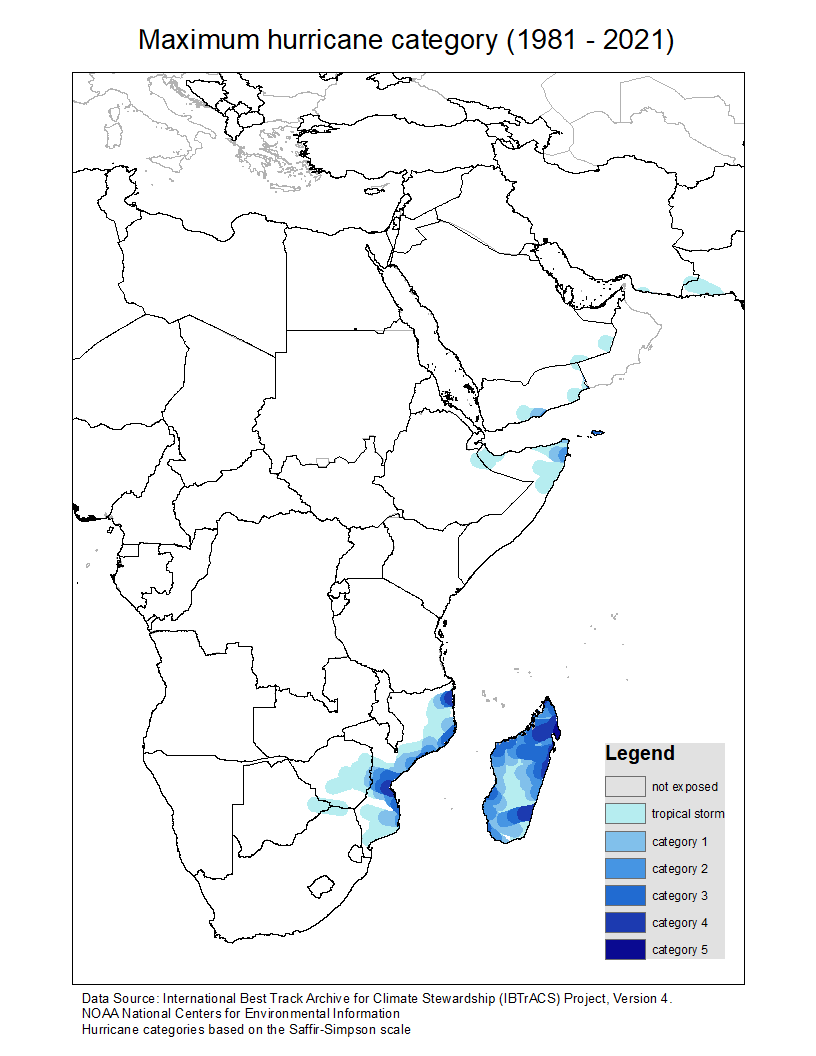 Maximum hurricane category (1981 - 2021)
Legend
not exposed
tropical storm
category 1
category 2
category 3
category 4
category 5
Data Source: International Best Track Archive for Climate Stewardship (IBTrACS) Project, Version 4.
NOAA National Centers for Environmental Information
Hurricane categories based on the Saffir-Simpson scale